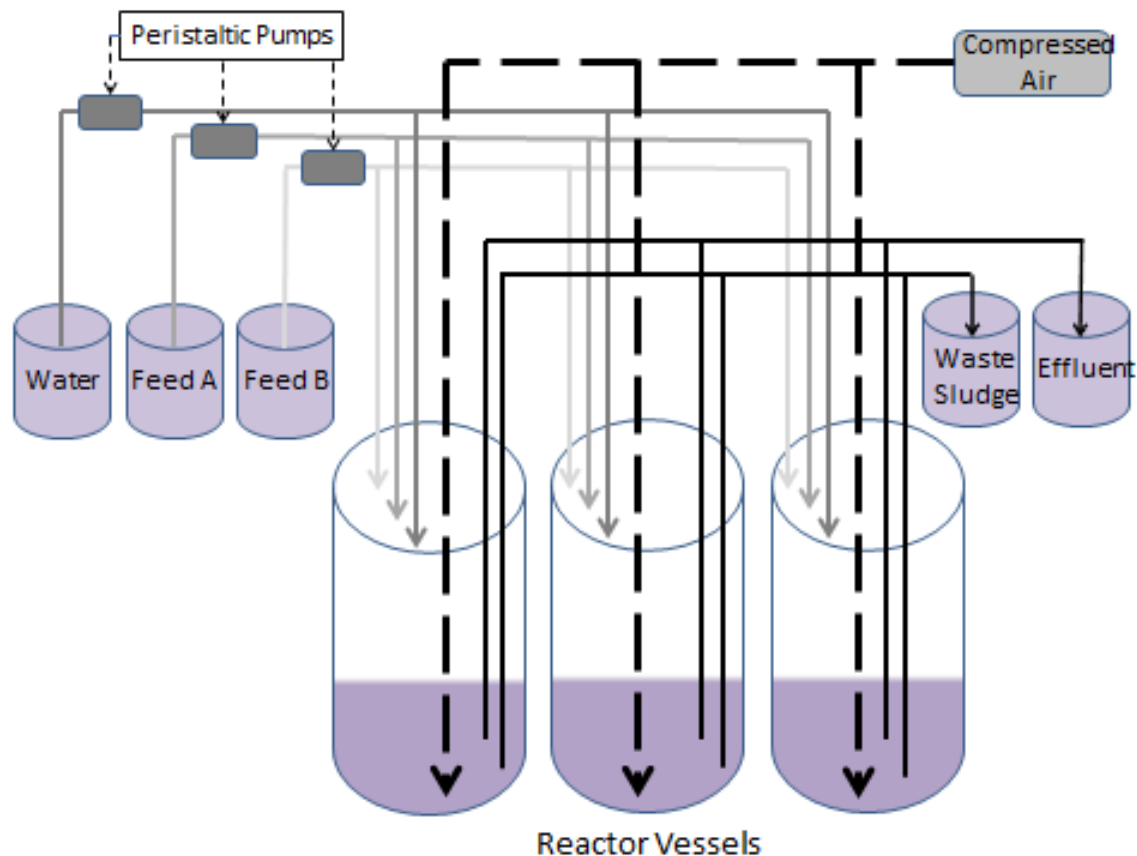 Peristaltic Pumps
Compressed
Air
Water
Feed A
Feed B
Waste
Sludge
Effluent
Reactor Vessels